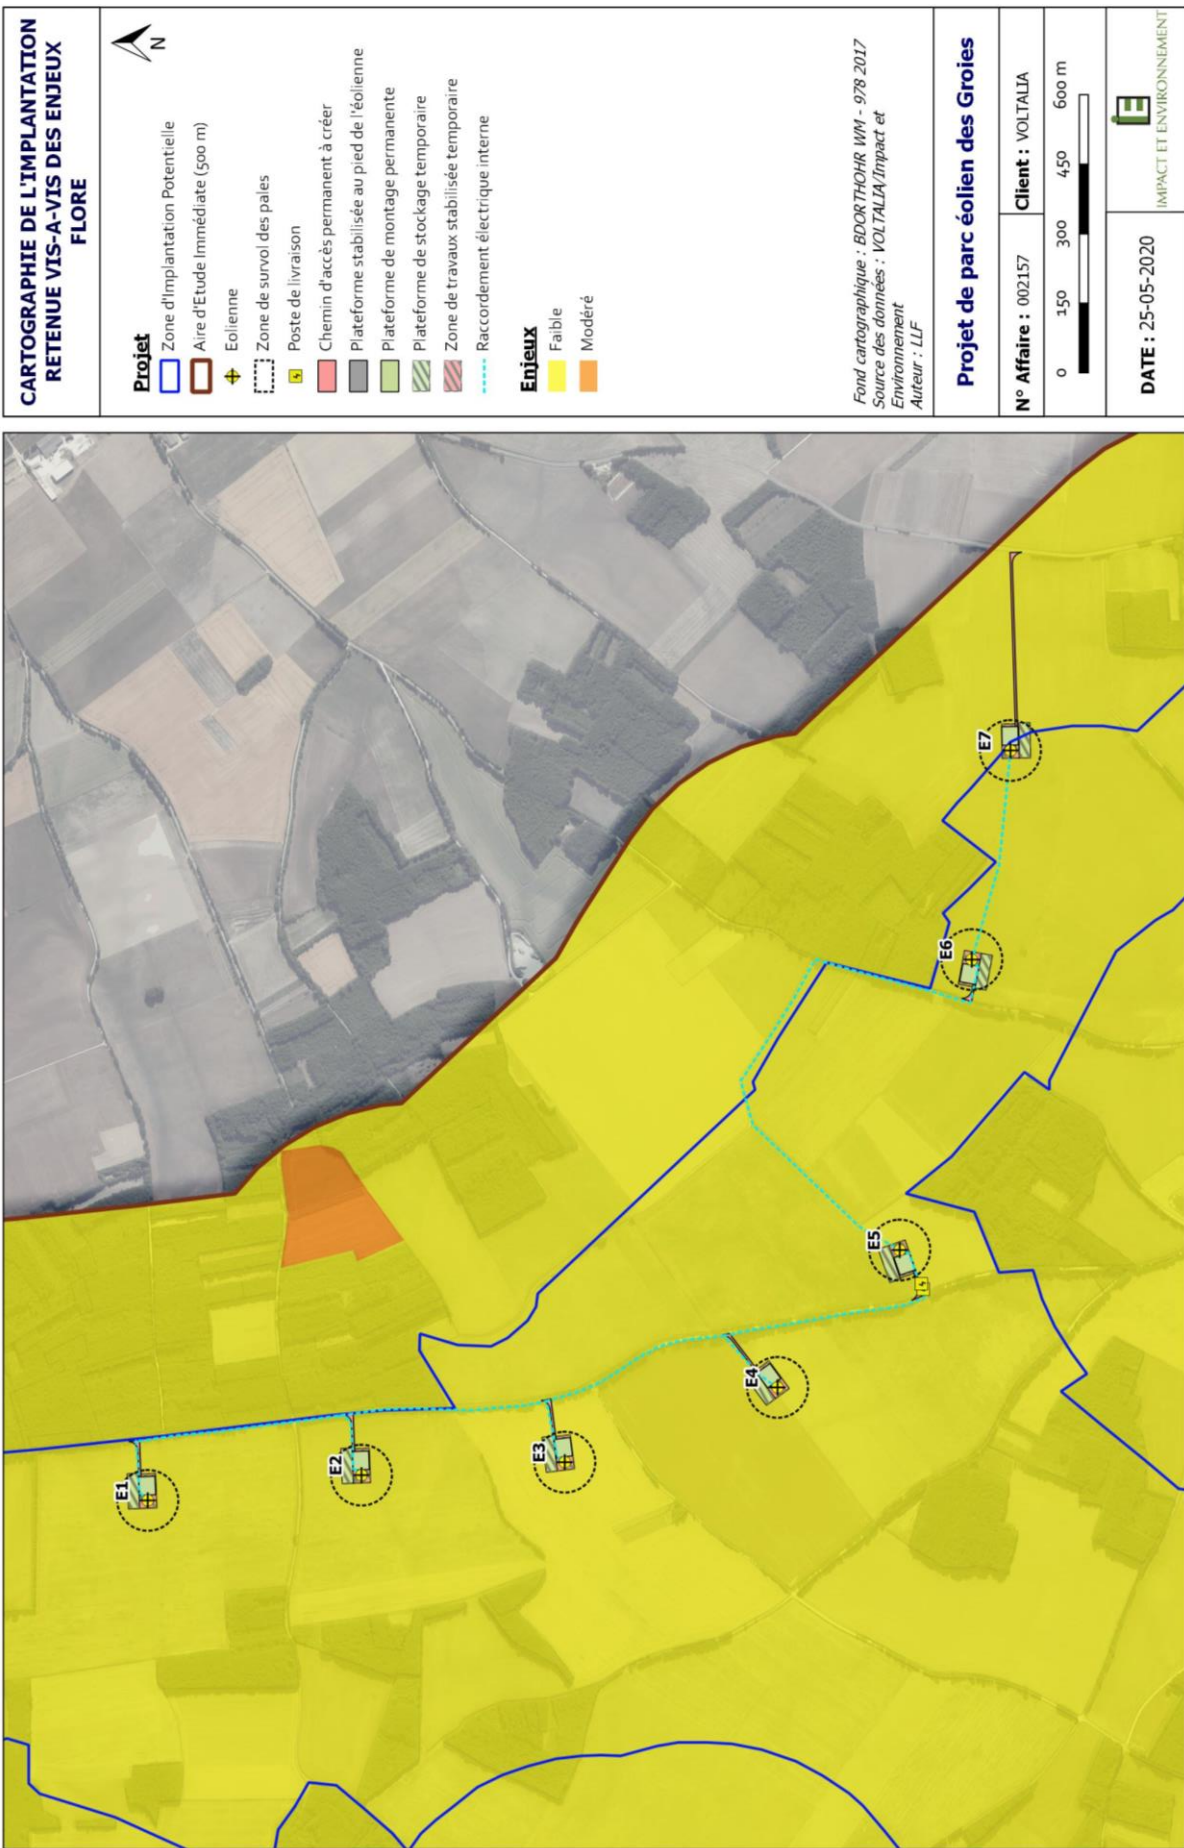 CARTOGRAPHIE DE L'IMPLANTATION
RETENUE VIS-A-VIS DES ENJEUX
FLORE
N
Projet
Zone d'Implantation Potentielle
Aire d'Etude Immédiate (500 m)
Eolienne
Zone de survol des pales
Poste de livraison
Chemin d'accès permanent à créer
Plateforme stabilisée au pied de l'éolienne
Plateforme de montage permanente
Plateforme de stockage temporaire
Zone de travaux stabilisée temporaire
Raccordement électrique interne
Enjeux
Faible
Modéré
Fond cartographique : BDORTHOHR WM - 978 2017
Source des données : VOLTALIA/Impact et
Environnement
Auteur : LLF
Projet de parc éolien des Groies
N° Affaire : 002157
Client : VOLTALIA
0 150 300 450 600 m
DATE : 25-05-2020
IE
IMPACT ET ENVIRONNEMENT
E1
E2
E3
E4
E5
E6
E7